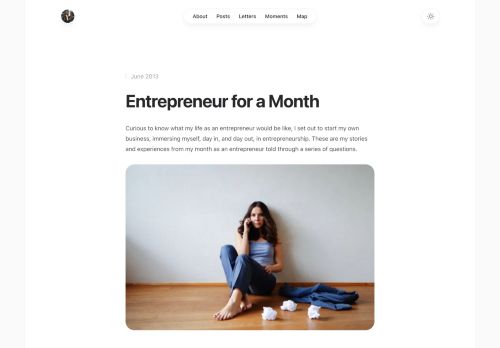 About Posts Letters Moments Map
June 2013
Entrepreneur for a Month
Curious to know what my life as an entrepreneur would be like, I set out to start my own
business, immersing myself, day in, and day out, in entrepreneurship. These are my stories
and experiences from my month as an entrepreneur told through a series of questions.